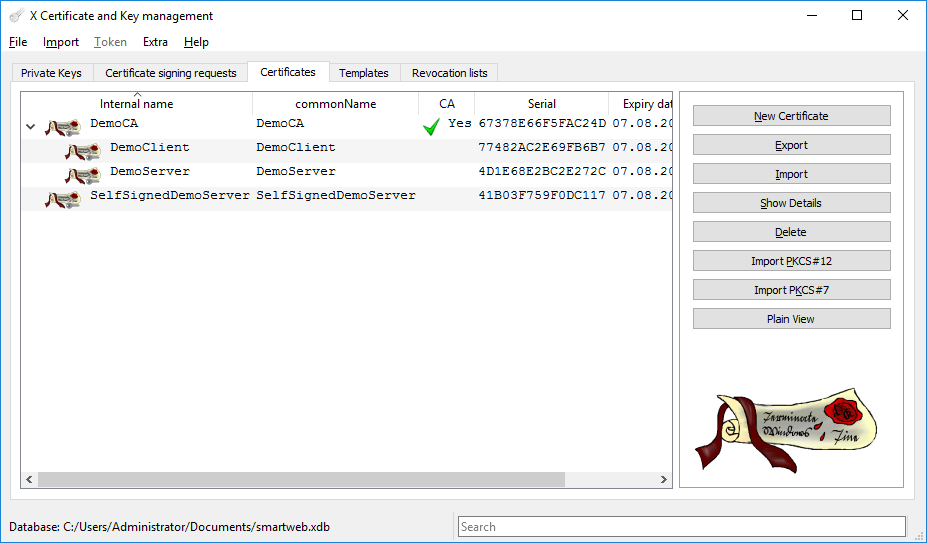 X Certificate and Key management
File Import Token Extra Help
Private Keys Certificate signing requests Certificates Templates Revocation lists
Internal name commonName CA Serial Expiry dat
DemoCA DemoCA Yes 67378E66F5FAC24D 07.08.20
DemoClient DemoClient 77482AC2E69FB6B7 07.08.20
DemoServer DemoServer 4D1E68E2BC2E272C 07.08.20
SelfSignedDemoServer SelfSignedDemoServer 41B03F759F0DC117 07.08.20
New Certificate
Export
Import
Show Details
Delete
Import PKCS#12
Import PKCS#7
Plain View
Terminate
Windows Fine
Database: C:/Users/Administrator/Documents/smartweb.xdb
Search